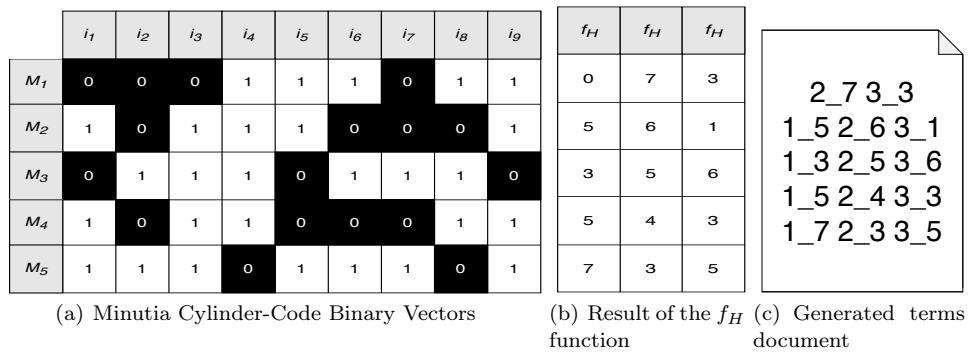 i1 i2 i3 i4 i5 i6 i7 i8 i9
M1 0 0 0 1 1 1 0 1 1
M2 1 0 1 1 1 0 0 0 1
M3 0 1 1 1 0 1 1 1 0
M4 1 0 1 1 0 0 0 1 1
M5 1 1 1 0 1 1 1 0 1
(a) Minutia Cylinder-Code Binary Vectors
fH fH fH
0 7 3
5 6 1
3 5 6
5 4 3
7 3 5
(b) Result of the fH
function
2_7 3_3
1_5 2_6 3_1
1_3 2_5 3_6
1_5 2_4 3_3
1_7 2_3 3_5
(c) Generated terms
document